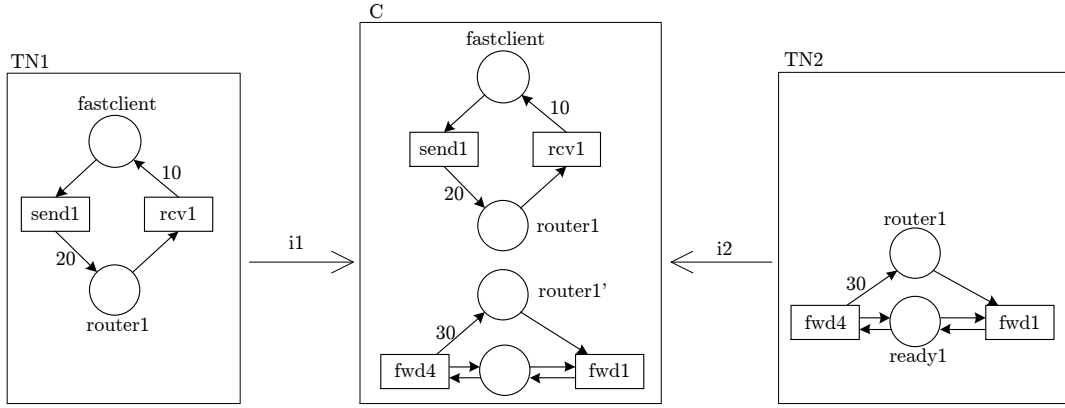 TN1
fastclient
10
send1
rcv1
20
router1
i1
C
fastclient
10
send1
rcv1
20
router1
router1'
30
fwd4
fwd1
i2
TN2
router1
30
fwd4
fwd1
ready1